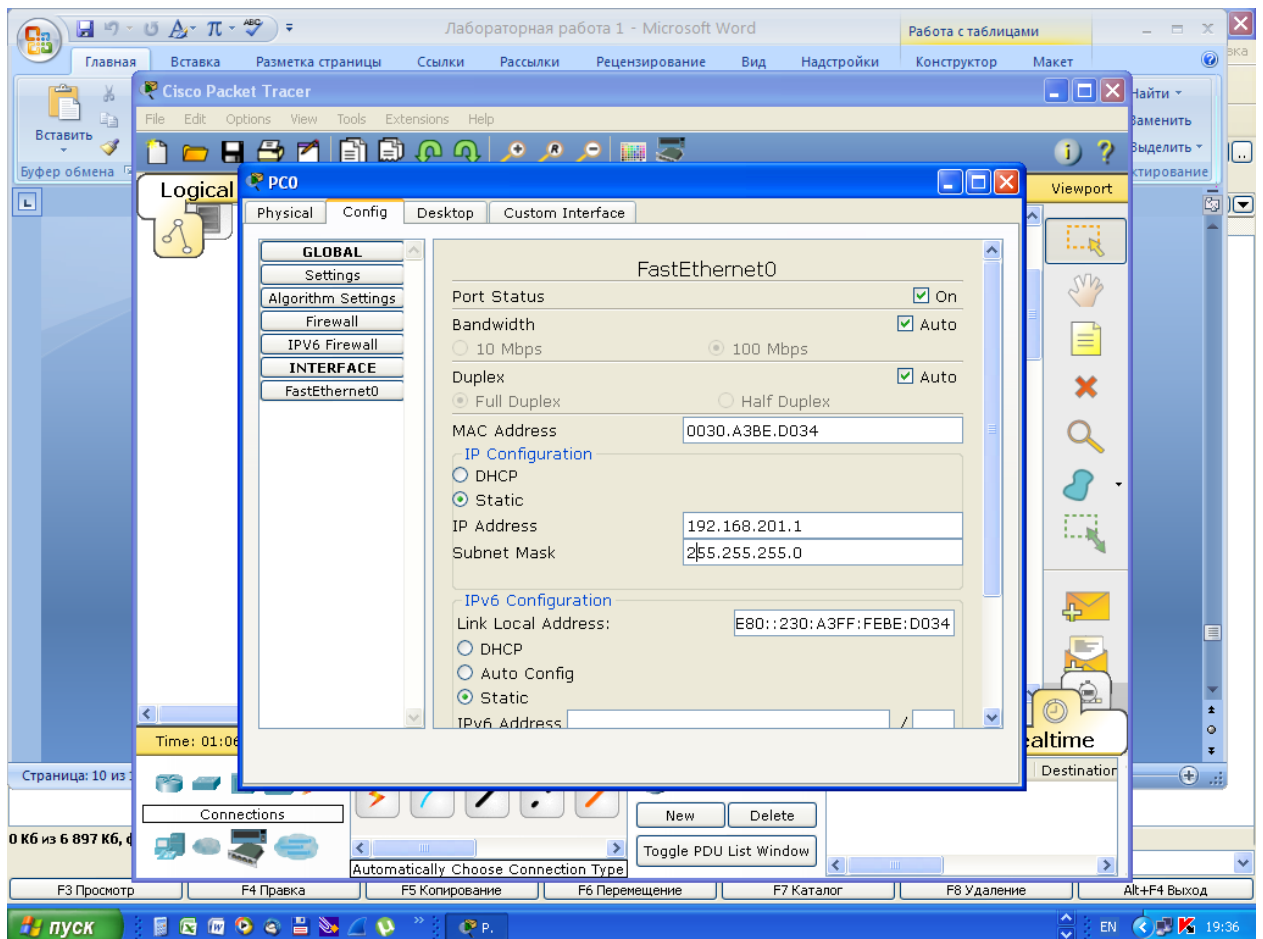 Лабораторная работа 1 - Microsoft Word
Работа с таблицами
Главная Вставка Разметка страницы Ссылки Рассылки Рецензирование Вид Надстройки Конструктор Макет
Вставить
Буфер обмена
Найти
Заменить
Выделить
Cisco Packet Tracer
File Edit Options View Tools Extensions Help
Logical
Viewport
PC0
Physical Config Desktop Custom Interface
GLOBAL
Settings
Algorithm Settings
Firewall
IPV6 Firewall
INTERFACE
FastEthernet0
FastEthernet0
Port Status On
Bandwidth Auto
10 Mbps 100 Mbps
Duplex Auto
Full Duplex Half Duplex
MAC Address 0030.A3BE.D034
IP Configuration
DHCP
Static
IP Address 192.168.201.1
Subnet Mask 255.255.255.0
IPv6 Configuration
Link Local Address: E80::230:A3FF:FEBE:D034
DHCP
Auto Config
Static
IPv6 Address /
Time: 01:06
ealtime
Страница: 10 из
Destination
Connections
New Delete
0 Кб из 6 897 Кб,
Toggle PDU List Window
Automatically Choose Connection Type
F3 Просмотр F4 Правка F5 Копирование F6 Перемещение F7 Каталог F8 Удаление Alt+F4 Выход
пуск P. EN 19:36